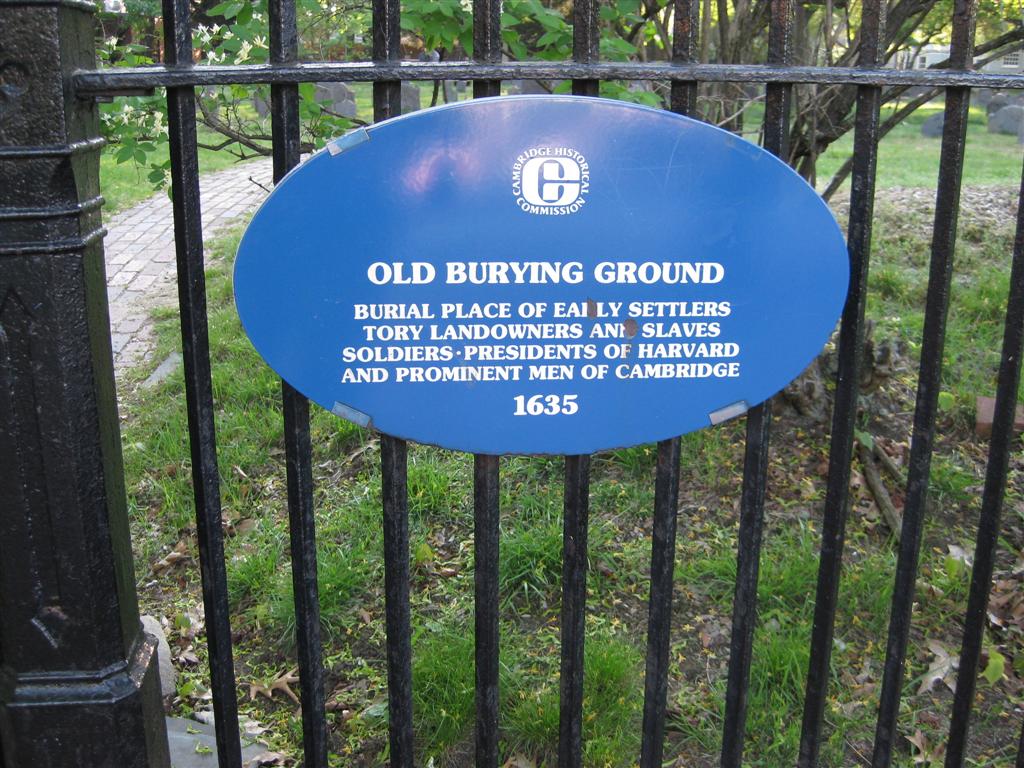 CAMBRIDGE HISTORICAL
COMMISSION
OLD BURYING GROUND
BURIAL PLACE OF EARLY SETTLERS
TORY LANDOWNERS AND SLAVES
SOLDIERS · PRESIDENTS OF HARVARD
AND PROMINENT MEN OF CAMBRIDGE
1635